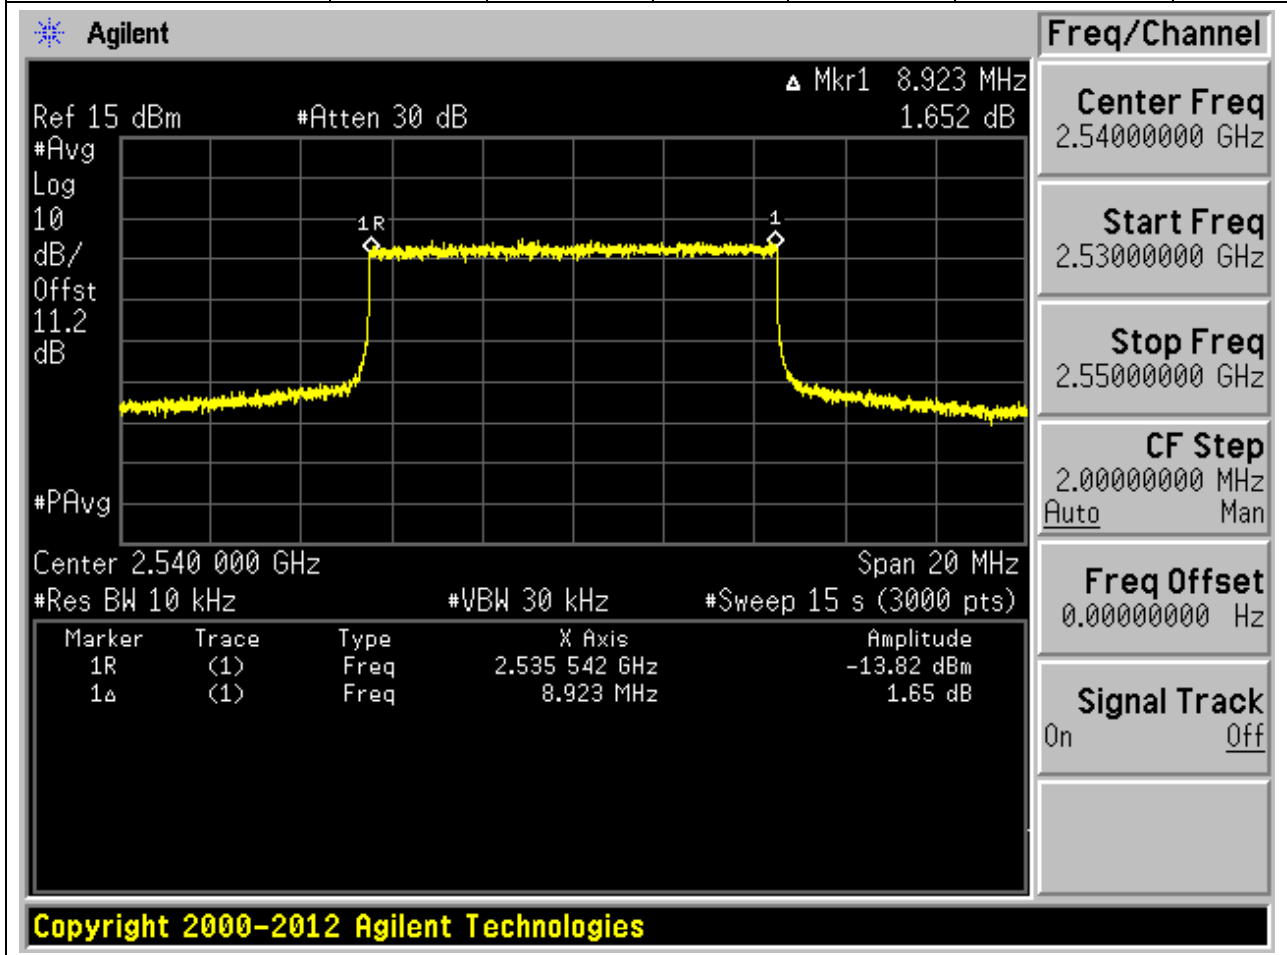 Agilent
Freq/Channel
▵ Mkr1 8.923 MHz
Ref 15 dBm #Atten 30 dB 1.652 dB
#Avg
Log
10
dB/
Offst
11.2
dB
#PAvg
1R
1
Center 2.540 000 GHz Span 20 MHz
#Res BW 10 kHz #VBW 30 kHz #Sweep 15 s (3000 pts)
Marker Trace Type X Axis Amplitude
1R (1) Freq 2.535 542 GHz -13.82 dBm
1▵ (1) Freq 8.923 MHz 1.65 dB
Center Freq
2.54000000 GHz
Start Freq
2.53000000 GHz
Stop Freq
2.55000000 GHz
CF Step
2.00000000 MHz
Auto Man
Freq Offset
0.00000000 Hz
Signal Track
On Off
Copyright 2000-2012 Agilent Technologies